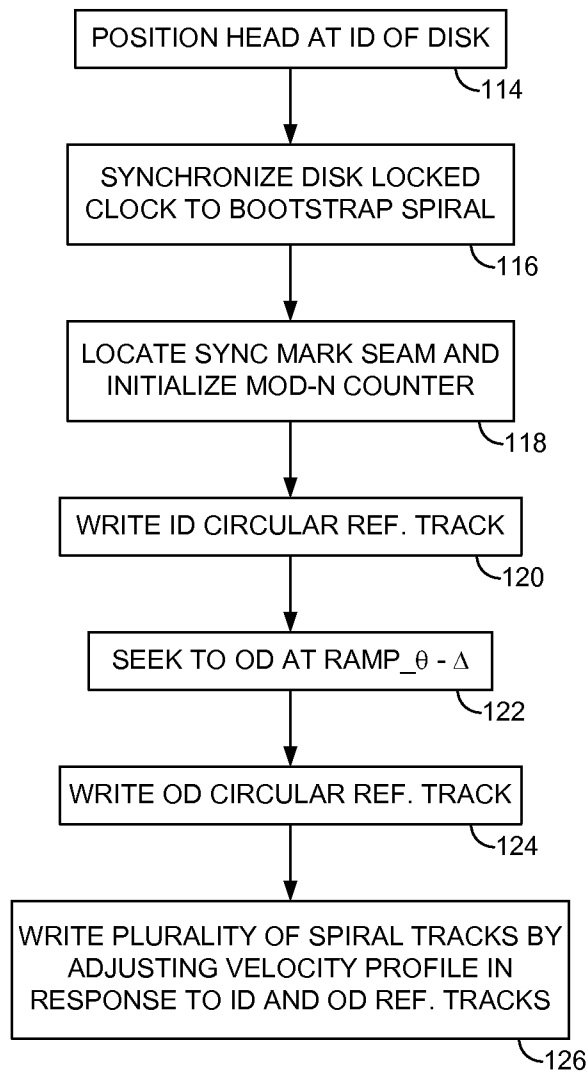 POSITION HEAD AT ID OF DISK
114
SYNCHRONIZE DISK LOCKED
CLOCK TO BOOTSTRAP SPIRAL
116
LOCATE SYNC MARK SEAM AND
INITIALIZE MOD-N COUNTER
118
WRITE ID CIRCULAR REF. TRACK
120
SEEK TO OD AT RAMP_θ - Δ
122
WRITE OD CIRCULAR REF. TRACK
124
WRITE PLURALITY OF SPIRAL TRACKS BY
ADJUSTING VELOCITY PROFILE IN
RESPONSE TO ID AND OD REF. TRACKS
126